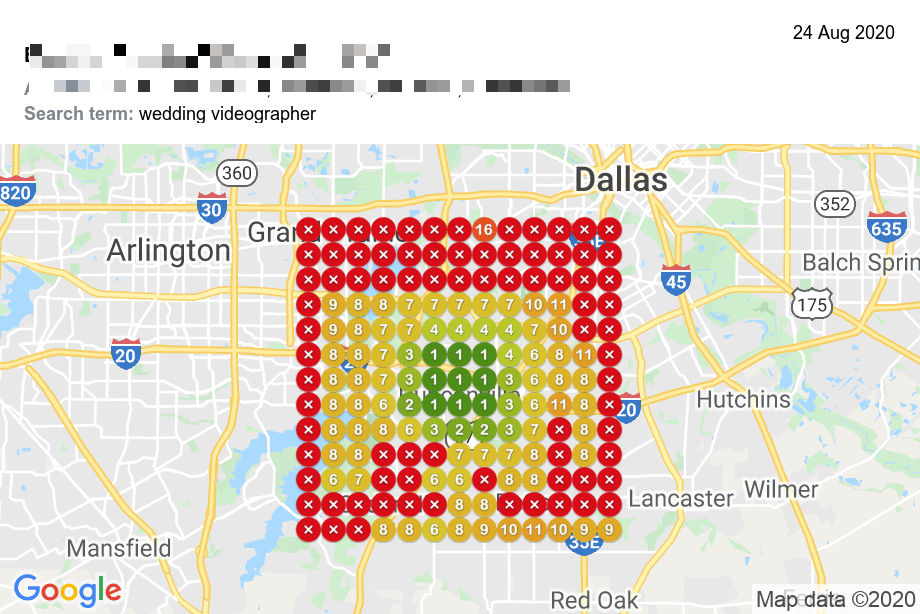 24 Aug 2020
Search term: wedding videographer
360
Dallas
820
30
352
635
Arlington
× × × × × × × 16 × × × × ×
× × × × × × × × × × × × ×
Balch Sprin
× × × × × × × × × × × × ×
45
175
× 9 8 8 7 7 7 7 7 10 11 × ×
× 9 8 7 7 4 4 4 4 7 10 × ×
20
× 8 8 7 3 1 1 1 4 6 8 11 ×
× 8 8 7 3 1 1 1 3 6 8 8 ×
Hutchins
× 8 8 6 2 1 1 1 3 6 11 8 × 20
× 8 8 8 6 3 2 2 3 7 × 8 ×
× 8 8 × × × 7 7 7 8 × 8 ×
× 6 7 × × 6 6 × 8 8 × × ×
Lancaster Wilmer
× × × × × × 8 8 × × × × ×
× × × 8 8 6 8 9 10 11 10 9 9
35E
Mansfield
Google
Red Oak
Map data ©2020